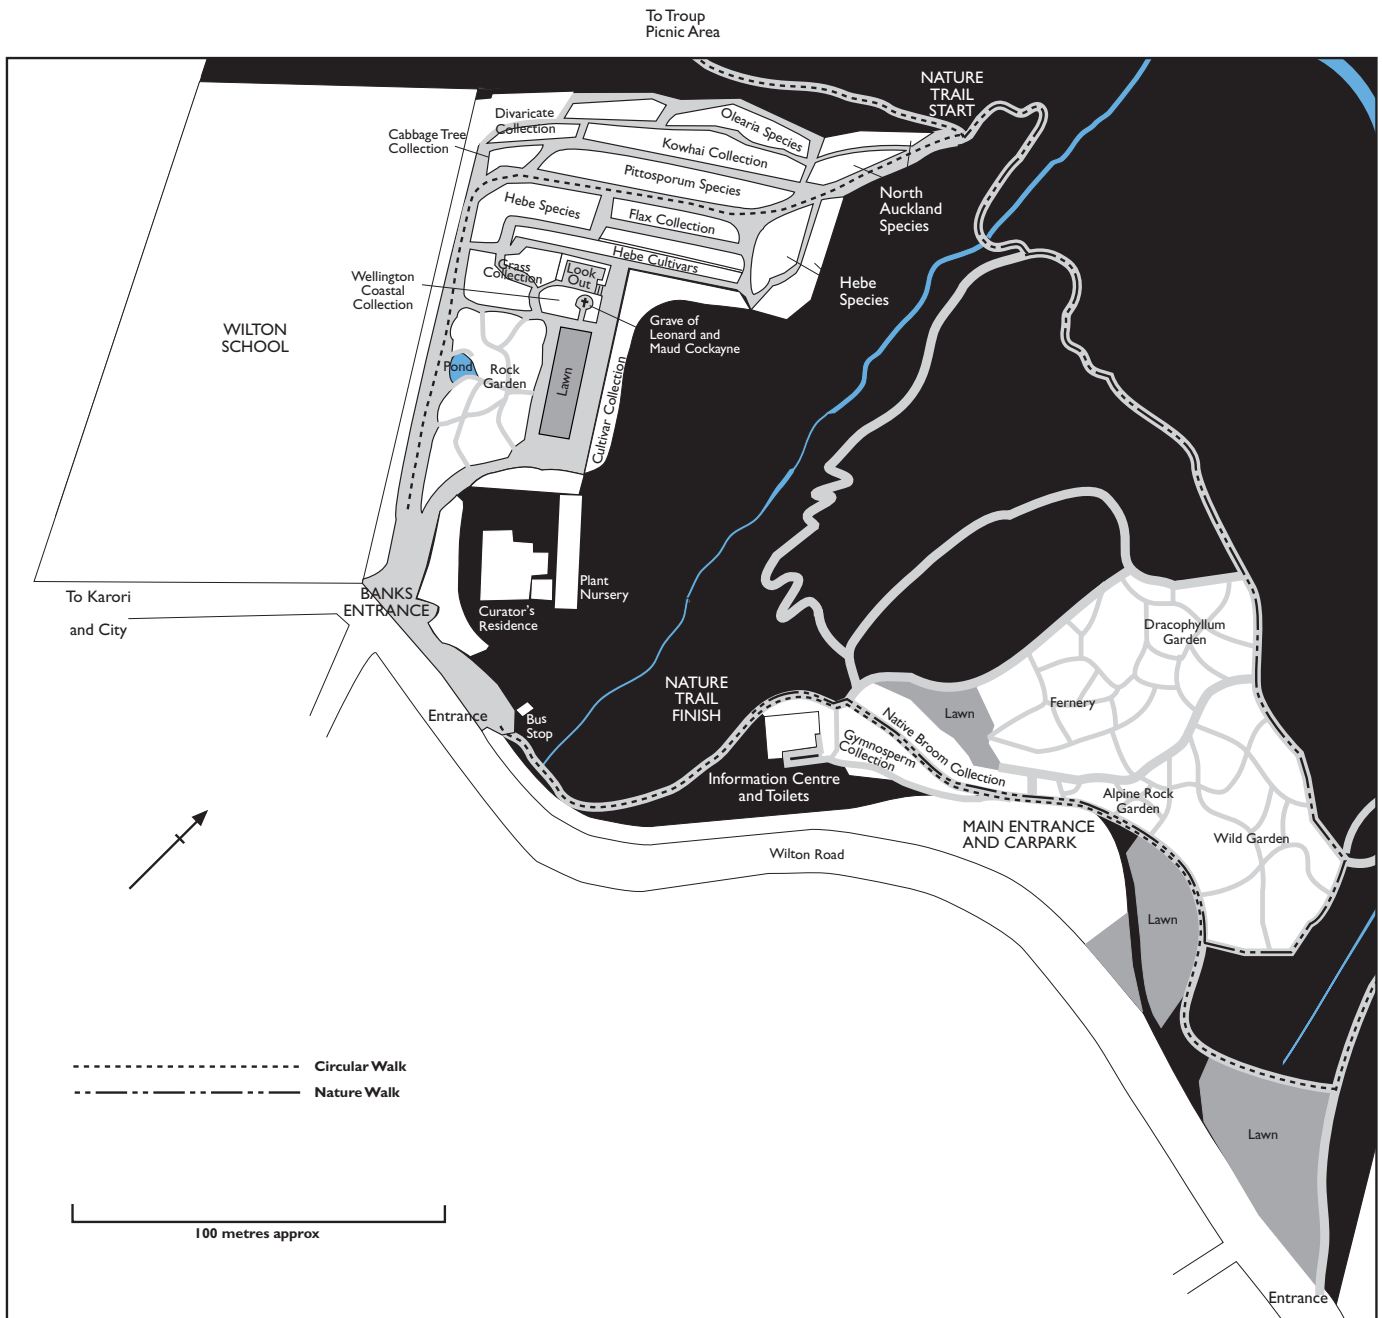 To Troup
Picnic Area
NATURE
TRAIL
START
Divaricate
Collection
Olearia Species
Cabbage Tree
Collection
Kowhai Collection
Pittosporum Species
North
Auckland
Species
Hebe Species
Flax Collection
Hebe Cultivars
Grass
Collection
Look
Out
Wellington
Coastal
Collection
Hebe
Species
Grave of
Leonard and
Maud Cockayne
WILTON
SCHOOL
Pond
Rock
Garden
Lawn
Cultivar Collection
Plant
Nursery
Curator's
Residence
BANKS
ENTRANCE
To Karori
and City
Dracophyllum
Garden
NATURE
TRAIL
FINISH
Fernery
Lawn
Entrance
Bus
Stop
Native Broom Collection
Gymnosperm
Collection
Information Centre
and Toilets
Alpine Rock
Garden
MAIN ENTRANCE
AND CARPARK
Wild Garden
Wilton Road
Lawn
Circular Walk
Nature Walk
Lawn
100 metres approx
Entrance